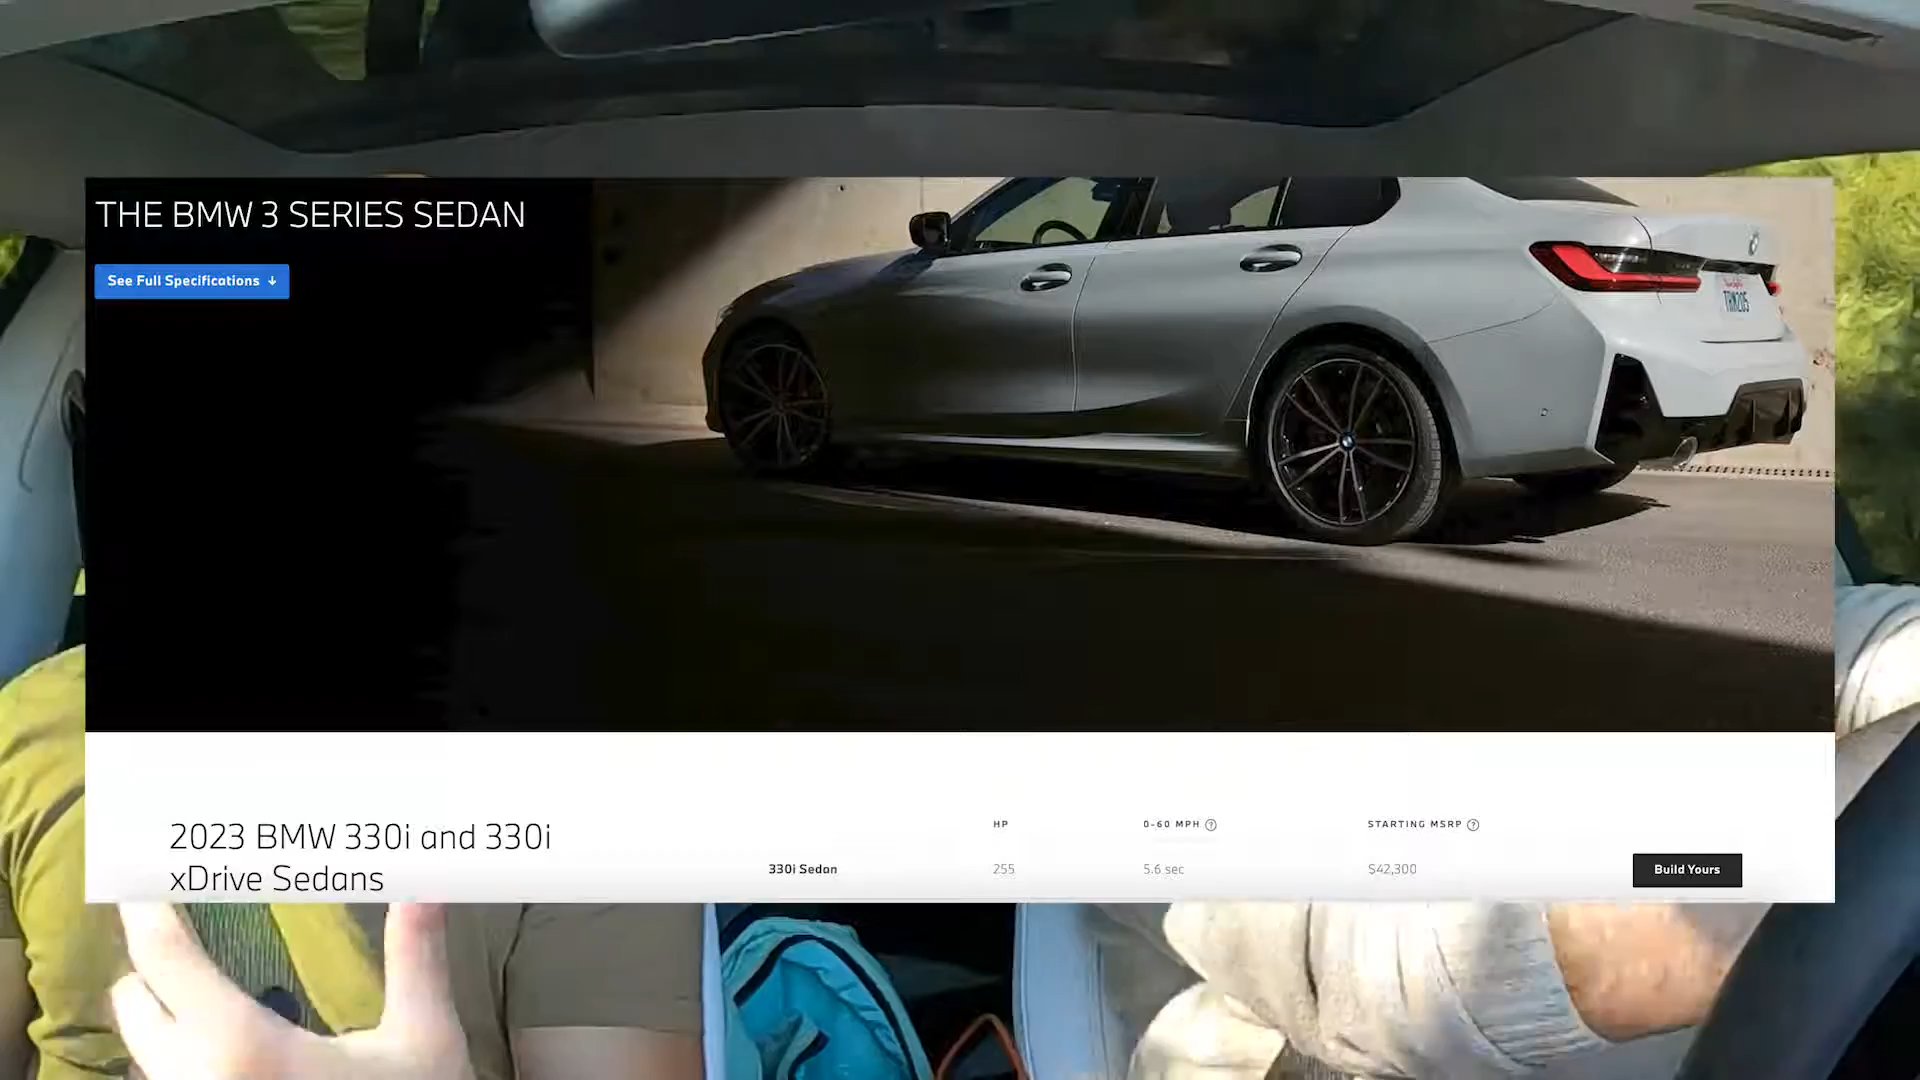 THE BMW 3 SERIES SEDAN
See Full Specifications ↓
TRM205
2023 BMW 330i and 330i
xDrive Sedans
HP
0-60 MPH ?
STARTING MSRP ?
330i Sedan
255
5.6 sec
$42,300
Build Yours